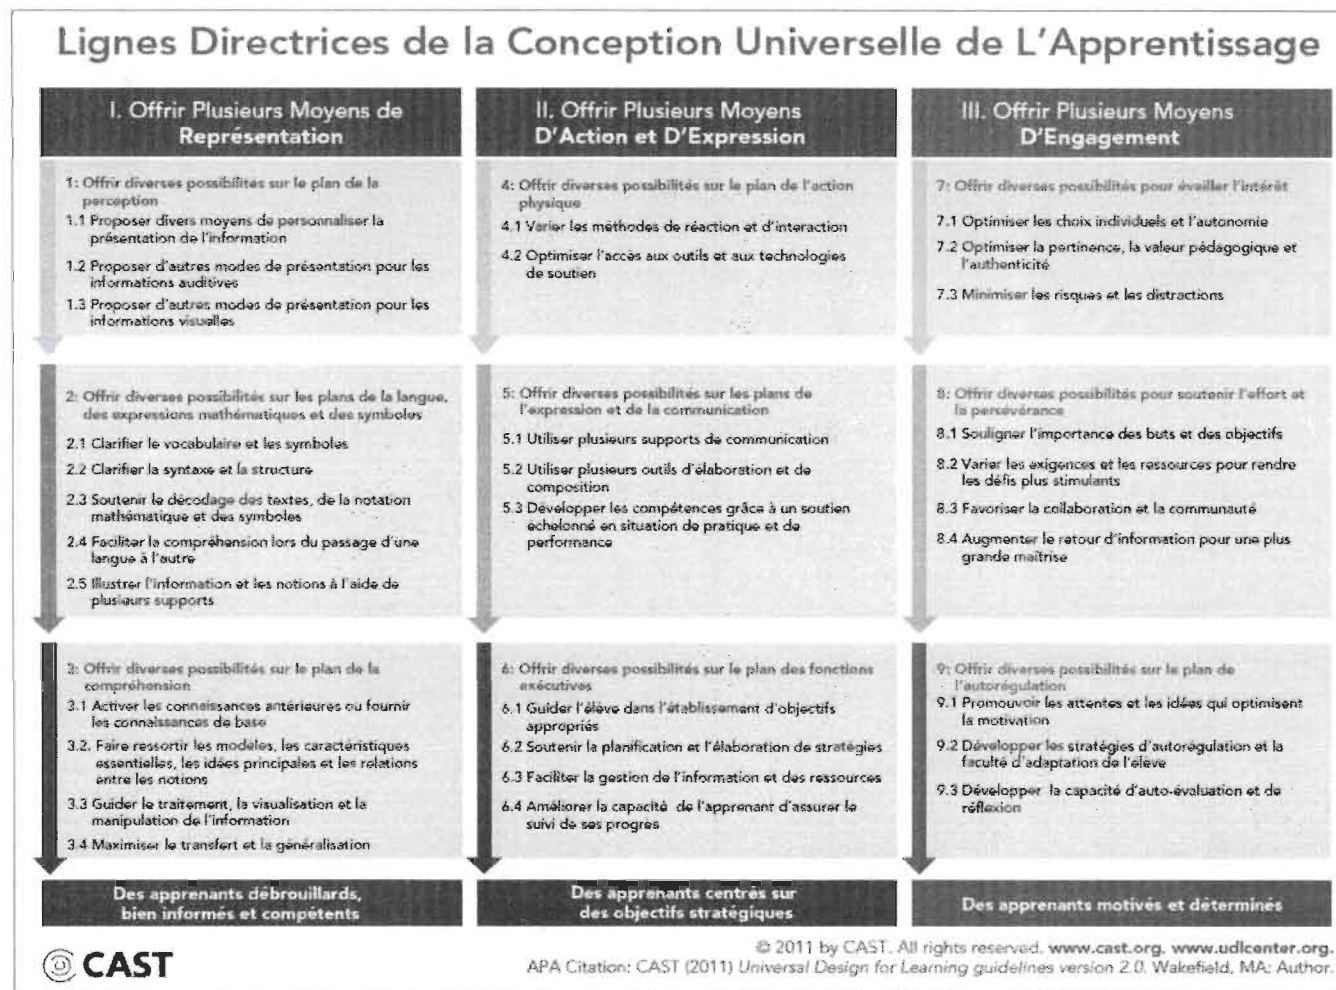 Lignes Directrices de la Conception Universelle de L'Apprentissage
I. Offrir Plusieurs Moyens de
Représentation
1: Offrir diverses possibilités sur le plan de la
perception
1.1 Proposer divers moyens de personnaliser la
présentation de l'information
1.2 Proposer d'autres modes de présentation pour les
informations auditives
1.3 Proposer d'autres modes de présentation pour les
informations visuelles
2: Offrir diverses possibilités sur les plans de la langue,
des expressions mathématiques et des symboles
2.1 Clarifier le vocabulaire et les symboles
2.2 Clarifier la syntaxe et la structure
2.3 Soutenir le décodage des textes, de la notation
mathématique et des symboles
2.4 Faciliter la compréhension lors du passage d'une
langue à l'autre
2.5 Illustrer l'information et les notions à l'aide de
plusieurs supports
3: Offrir diverses possibilités sur le plan de la
compréhension
3.1 Activer les connaissances antérieures ou fournir
les connaissances de base
3.2. Faire ressortir les modèles, les caractéristiques
essentielles, les idées principales et les relations
entre les notions
3.3 Guider le traitement, la visualisation et la
manipulation de l'information
3.4 Maximiser le transfert et la généralisation
Des apprenants débrouillards,
bien informés et compétents
II. Offrir Plusieurs Moyens
D'Action et D'Expression
4: Offrir diverses possibilités sur le plan de l'action
physique
4.1 Varier les méthodes de réaction et d'interaction
4.2 Optimiser l'accès aux outils et aux technologies
de soutien
5: Offrir diverses possibilités sur les plans de
l'expression et de la communication
5.1 Utiliser plusieurs supports de communication
5.2 Utiliser plusieurs outils d'élaboration et de
composition
5.3 Développer les compétences grâce à un soutien
échelonné en situation de pratique et de
performance
6: Offrir diverses possibilités sur le plan des fonctions
exécutives
6.1 Guider l'élève dans l'établissement d'objectifs
appropriés
6.2 Soutenir la planification et l'élaboration de stratégies
6.3 Faciliter la gestion de l'information et des ressources
6.4 Améliorer la capacité de l'apprenant d'assurer le
suivi de ses progrès
Des apprenants centrés sur
des objectifs stratégiques
III. Offrir Plusieurs Moyens
D'Engagement
7: Offrir diverses possibilités pour éveiller l'intérêt
7.1 Optimiser les choix individuels et l'autonomie
7.2 Optimiser la pertinence, la valeur pédagogique et
l'authenticité
7.3 Minimiser les risques et les distractions
8: Offrir diverses possibilités pour soutenir l'effort et
la persévérance
8.1 Souligner l'importance des buts et des objectifs
8.2 Varier les exigences et les ressources pour rendre
les défis plus stimulants
8.3 Favoriser la collaboration et la communauté
8.4 Augmenter le retour d'information pour une plus
grande maîtrise
9: Offrir diverses possibilités sur le plan de
l'autorégulation
9.1 Promouvoir les attentes et les idées qui optimisent
la motivation
9.2 Développer les stratégies d'autorégulation et la
faculté d'adaptation de l'élève
9.3 Développer la capacité d'auto-évaluation et de
réflexion
Des apprenants motivés et déterminés
CAST
© 2011 by CAST. All rights reserved. www.cast.org, www.udlcenter.org.
APA Citation: CAST (2011) Universal Design for Learning guidelines version 2.0. Wakefield, MA: Author.